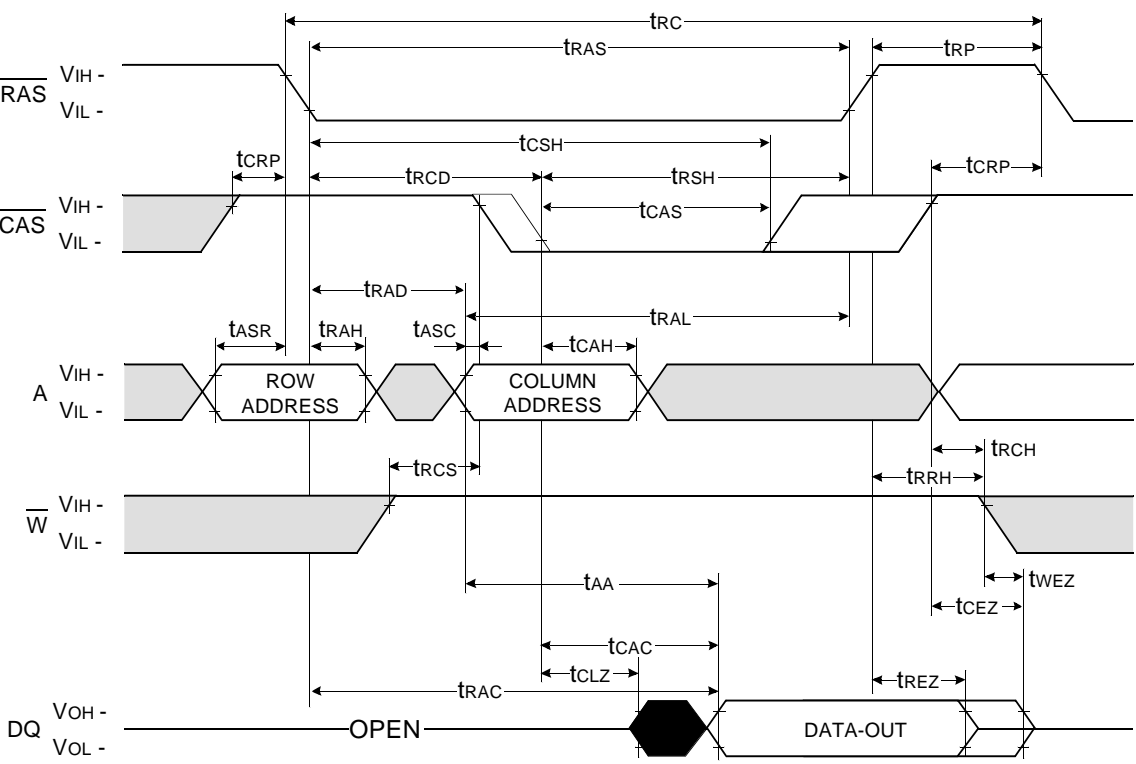 tRC
tRAS
tRP
RAS
VIH -
VIL -
tCSH
tCRP
tRCD
tRSH
tCRP
CAS
VIH -
VIL -
tCAS
tRAD
tRAL
tASR
tRAH
tASC
tCAH
A
VIH -
VIL -
ROW
ADDRESS
COLUMN
ADDRESS
tRCH
tRCS
tRRH
W
VIH -
VIL -
tAA
tWEZ
tCEZ
tCAC
tCLZ
tREZ
tRAC
DQ
VOH -
VOL -
OPEN
DATA-OUT